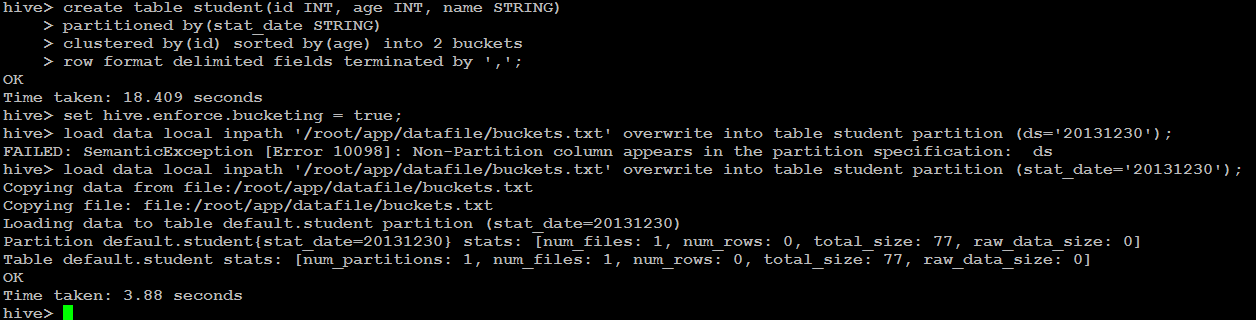 hive> create table student(id INT, age INT, name STRING)
    > partitioned by(stat_date STRING)
    > clustered by(id) sorted by(age) into 2 buckets
    > row format delimited fields terminated by ',';
OK
Time taken: 18.409 seconds
hive> set hive.enforce.bucketing = true;
hive> load data local inpath '/root/app/datafile/buckets.txt' overwrite into table student partition (ds='20131230');
FAILED: SemanticException [Error 10098]: Non-Partition column appears in the partition specification:  ds
hive> load data local inpath '/root/app/datafile/buckets.txt' overwrite into table student partition (stat_date='20131230');
Copying data from file:/root/app/datafile/buckets.txt
Copying file: file:/root/app/datafile/buckets.txt
Loading data to table default.student partition (stat_date=20131230)
Partition default.student{stat_date=20131230} stats: [num_files: 1, num_rows: 0, total_size: 77, raw_data_size: 0]
Table default.student stats: [num_partitions: 1, num_files: 1, num_rows: 0, total_size: 77, raw_data_size: 0]
OK
Time taken: 3.88 seconds
hive>